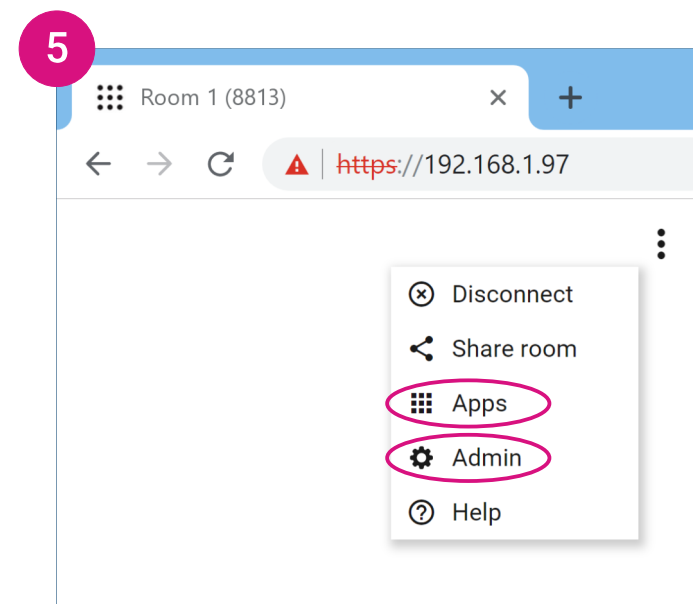 5
Room 1 (8813)
https://192.168.1.97
Disconnect
Share room
Apps
Admin
Help